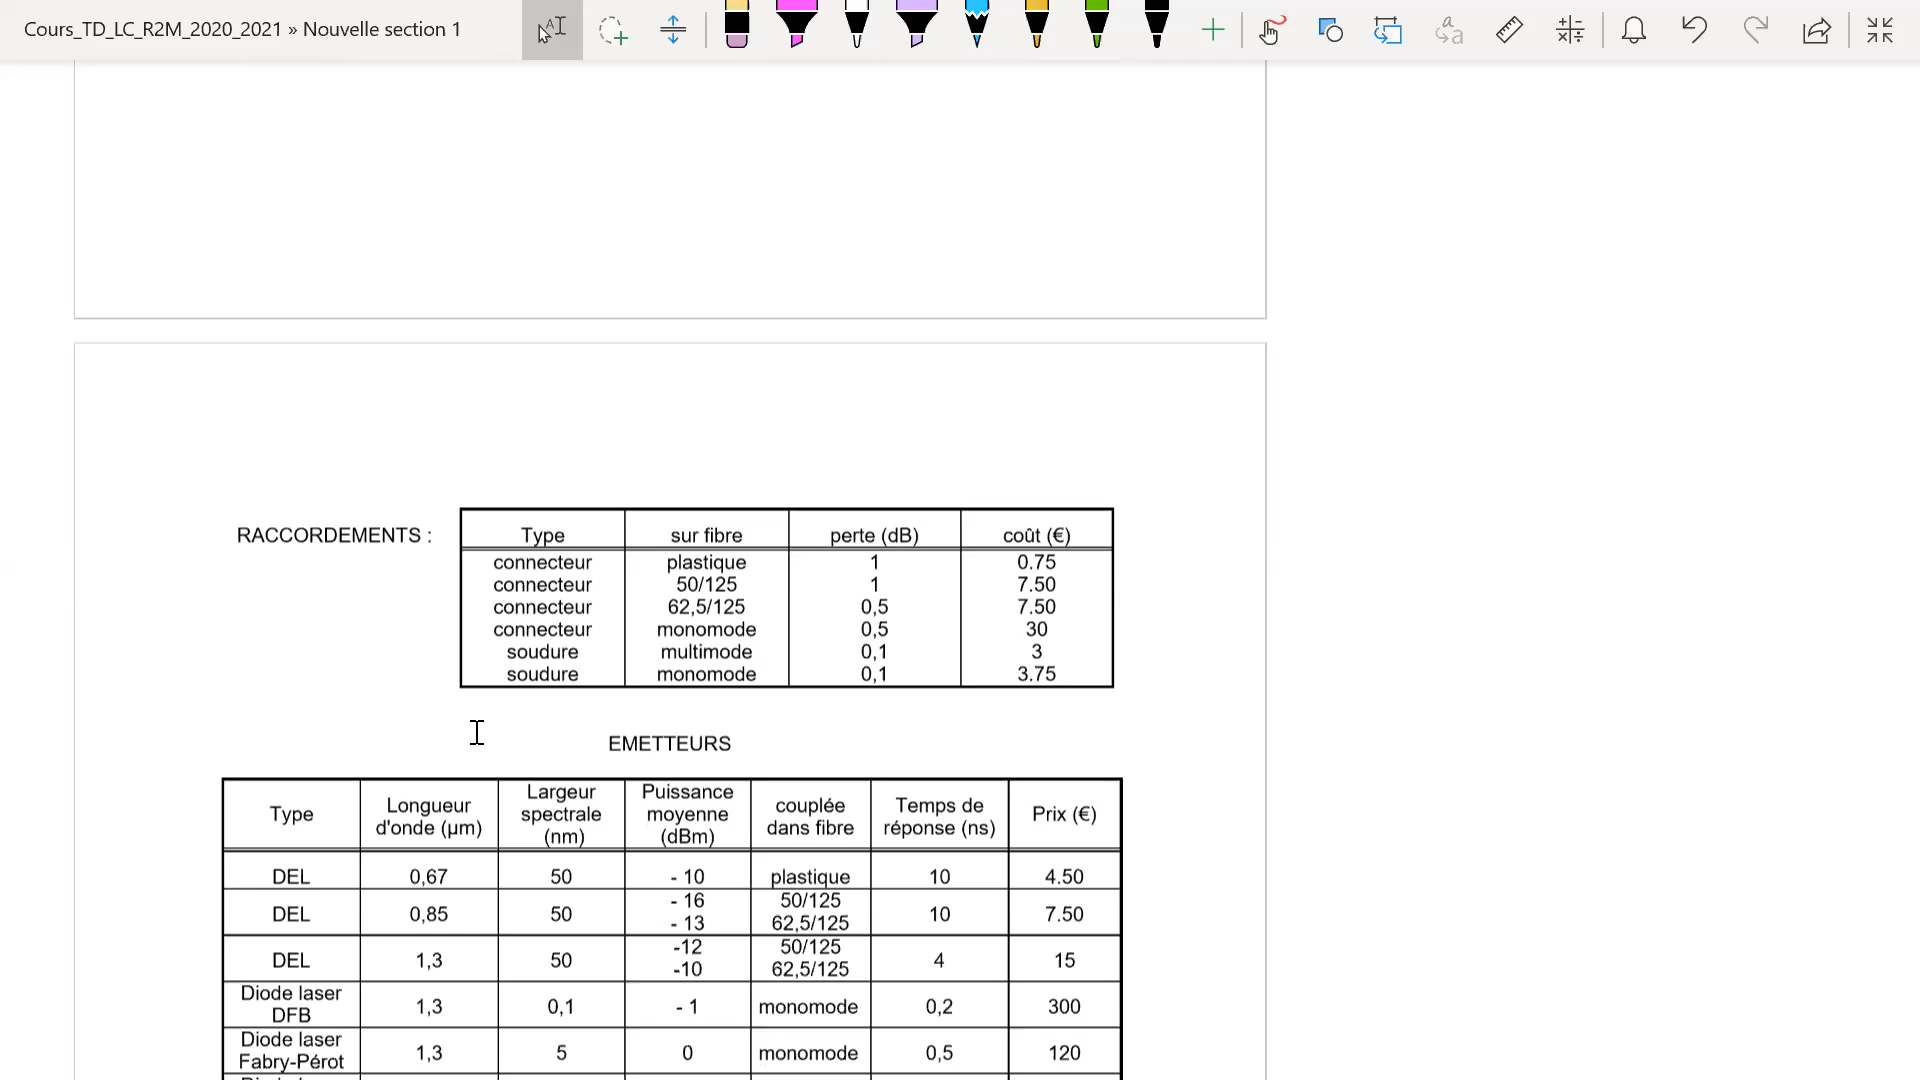 Cours_TD_LC_R2M_2020_2021 » Nouvelle section 1
RACCORDEMENTS :
Type sur fibre perte (dB) coût (€)
connecteur plastique 1 0.75
connecteur 50/125 1 7.50
connecteur 62,5/125 0,5 7.50
connecteur monomode 0,5 30
soudure multimode 0,1 3
soudure monomode 0,1 3.75
EMETTEURS
Type Longueur d'onde (µm) Largeur spectrale (nm) Puissance moyenne (dBm) couplée dans fibre Temps de réponse (ns) Prix (€)
DEL 0,67 50 - 10 plastique 10 4.50
DEL 0,85 50 - 16 - 13 50/125 62,5/125 10 7.50
DEL 1,3 50 -12 -10 50/125 62,5/125 4 15
Diode laser DFB 1,3 0,1 - 1 monomode 0,2 300
Diode laser Fabry-Pérot 1,3 5 0 monomode 0,5 120